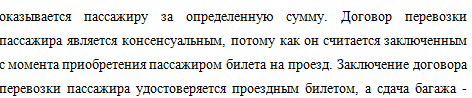 оказывается пассажиру за определенную сумму. Договор перевозки
пассажира является консенсуальным, потому как он считается заключенным
с момента приобретения пассажиром билета на проезд. Заключение договора
перевозки пассажира удостоверяется проездным билетом, а сдача багажа -